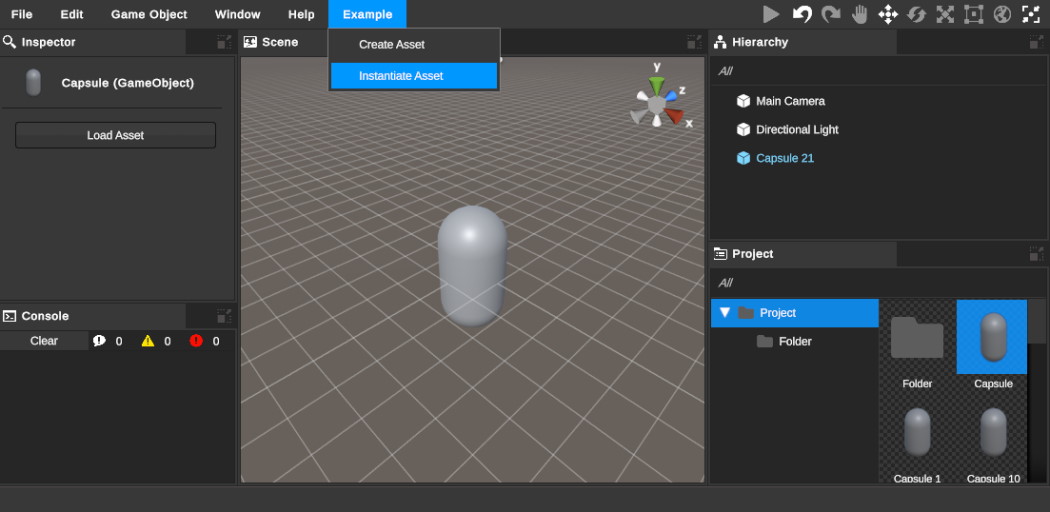 File Edit Game Object Window Help Example
Inspector
Capsule (GameObject)
Load Asset
Console
Clear 0 0 0
Scene
Create Asset
Instantiate Asset
y
z
x
Hierarchy
All
Main Camera
Directional Light
Capsule 21
Project
All
Project
Folder
Folder Capsule
Capsule 1 Capsule 10